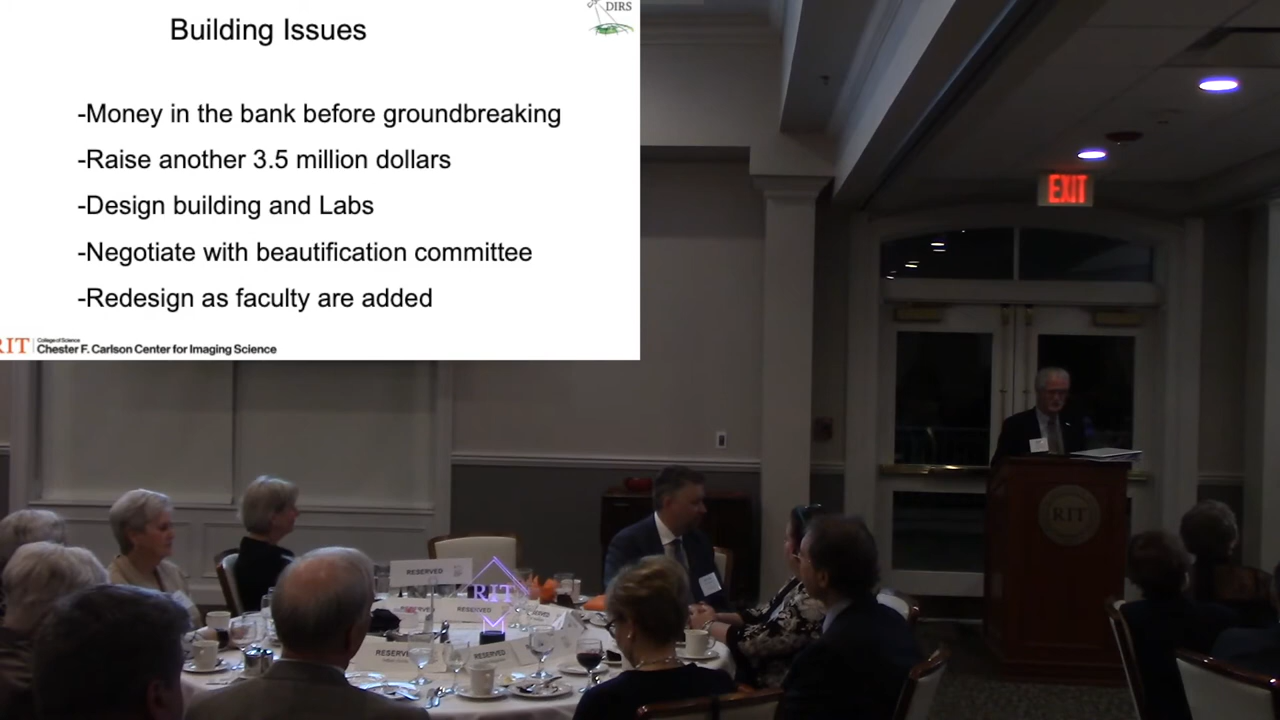 Building Issues
DIRS
-Money in the bank before groundbreaking
-Raise another 3.5 million dollars
-Design building and Labs
-Negotiate with beautification committee
-Redesign as faculty are added
RIT
College of Science
Chester F. Carlson Center for Imaging Science
EXIT
RIT
RESERVED
RIT
RESERVED
RESERVED
RESERVED
RESERVED